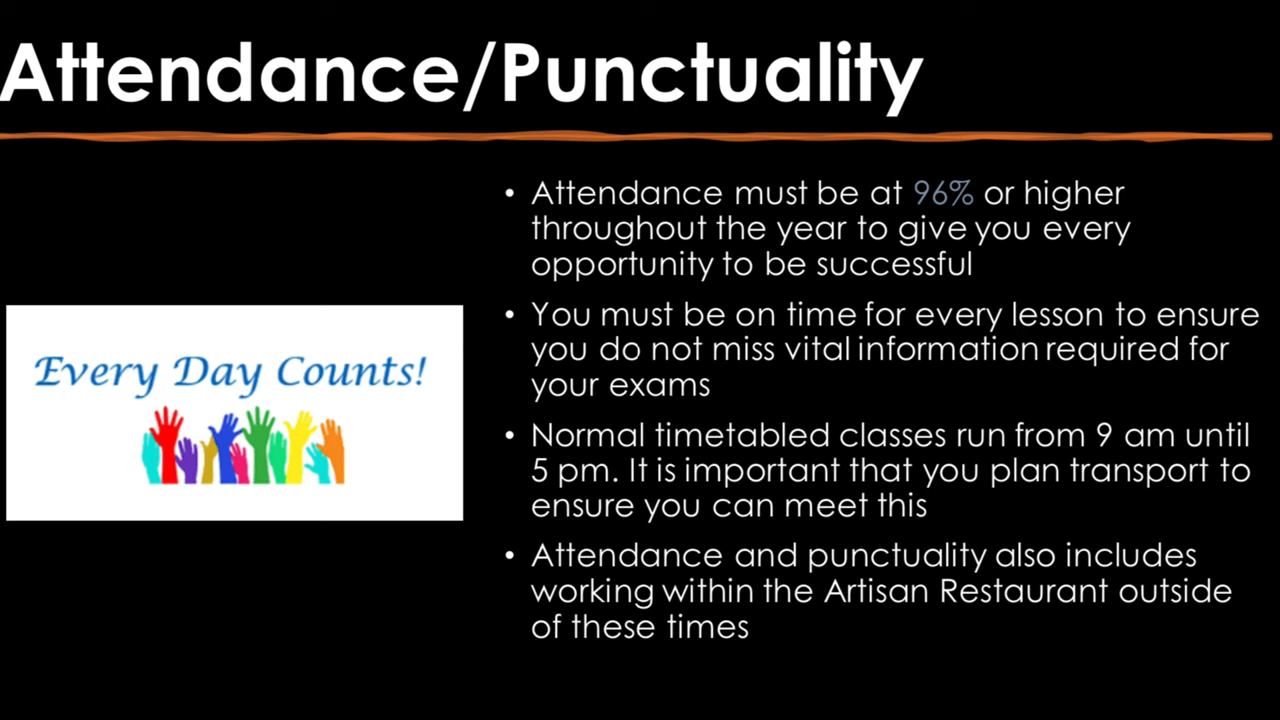 Attendance/Punctuality
• Attendance must be at 96% or higher
throughout the year to give you every
opportunity to be successful
• You must be on time for every lesson to ensure
you do not miss vital information required for
your exams
• Normal timetabled classes run from 9 am until
5 pm. It is important that you plan transport to
ensure you can meet this
• Attendance and punctuality also includes
working within the Artisan Restaurant outside
of these times
Every Day Counts!